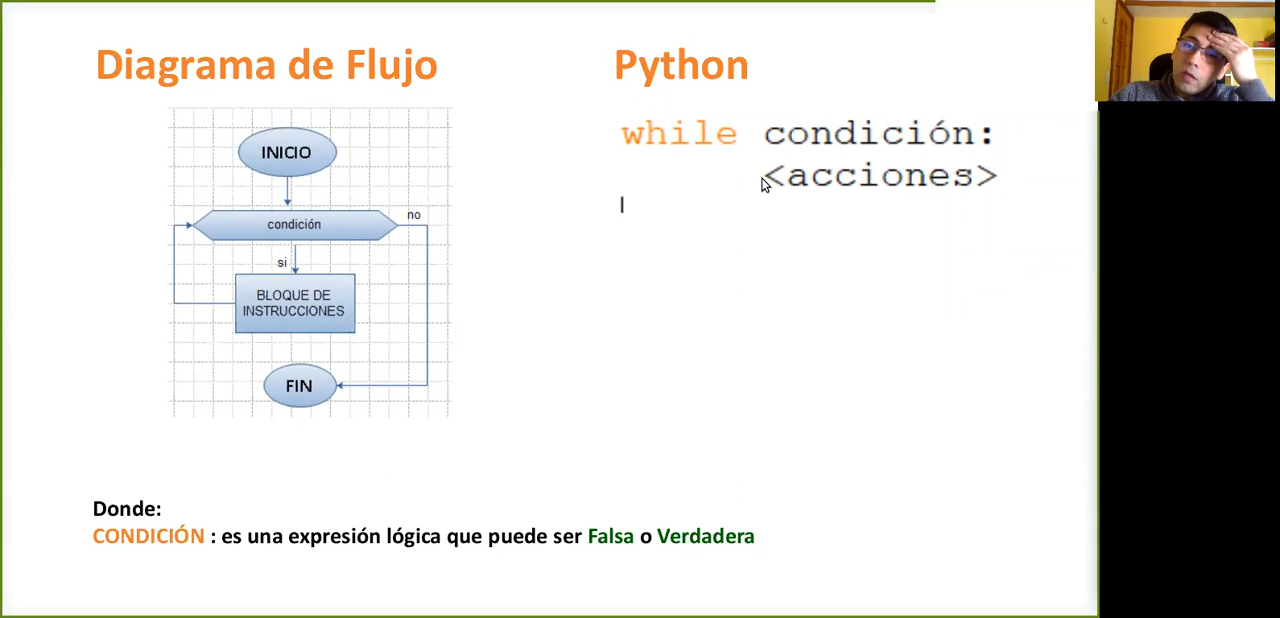 Diagrama de Flujo
INICIO
condición
no
si
BLOQUE DE
INSTRUCCIONES
FIN
Python
while condición:
<acciones>
Donde:
CONDICIÓN : es una expresión lógica que puede ser Falsa o Verdadera